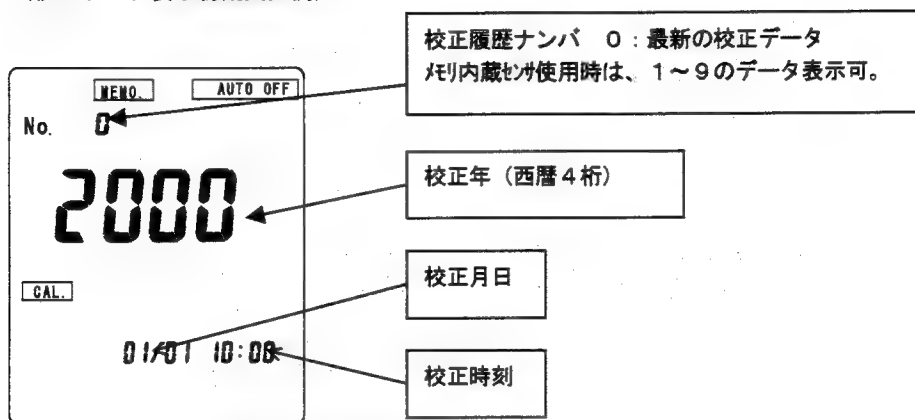 校正履歴ナンバ 0：最新の校正データ
ﾒﾓﾘ内蔵ｾﾝｻ使用時は、1～9のデータ表示可。
MEMO. AUTO OFF
No. 0
2000
校正年（西暦4桁）
CAL.
校正月日
01/01 10:00
校正時刻